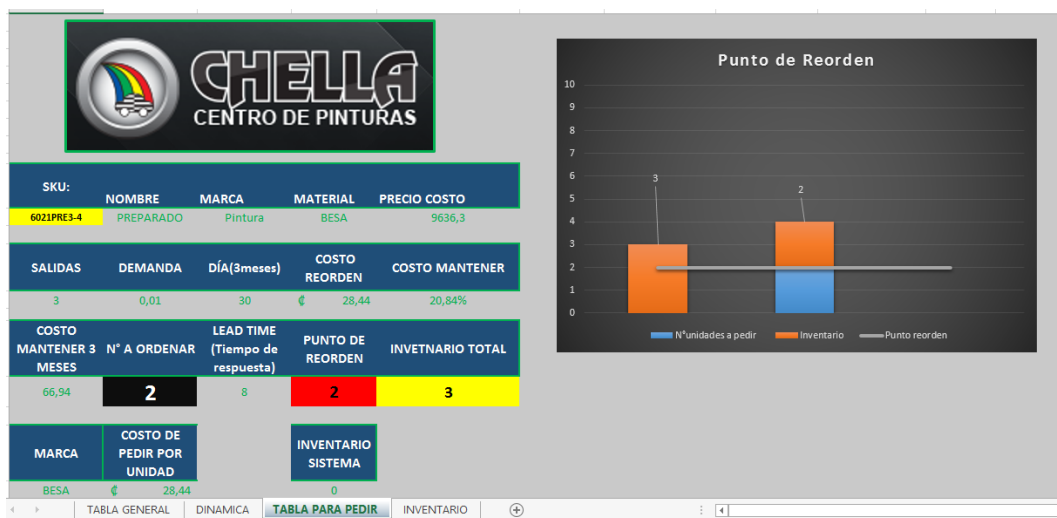 CHELLA
CENTRO DE PINTURAS
SKU: NOMBRE MARCA MATERIAL PRECIO COSTO
6021PRE3-4 PREPARADO Pintura BESA 9636,3
SALIDAS DEMANDA DÍA(3meses) COSTO REORDEN COSTO MANTENER
3 0,01 30 ₡ 28,44 20,84%
COSTO MANTENER 3 MESES N° A ORDENAR LEAD TIME (Tiempo de respuesta) PUNTO DE REORDEN INVETNARIO TOTAL
66,94 2 8 2 3
MARCA COSTO DE PEDIR POR UNIDAD INVENTARIO SISTEMA
BESA ₡ 28,44 0
Punto de Reorden
10
9
8
7
6
5
4
3
2
1
0
3
2
N°unidades a pedir Inventario Punto reorden
TABLA GENERAL DINAMICA TABLA PARA PEDIR INVENTARIO